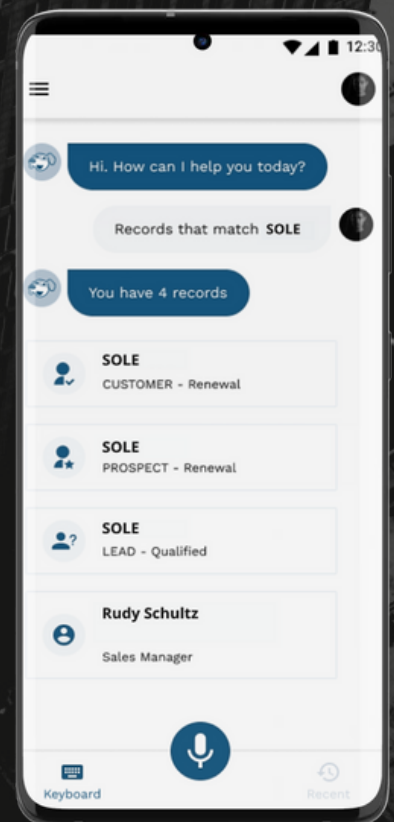 12:30
Hi. How can I help you today?
Records that match SOLE
You have 4 records
SOLE
CUSTOMER - Renewal
SOLE
PROSPECT - Renewal
SOLE
LEAD - Qualified
Rudy Schultz
Sales Manager
Keyboard
Recent